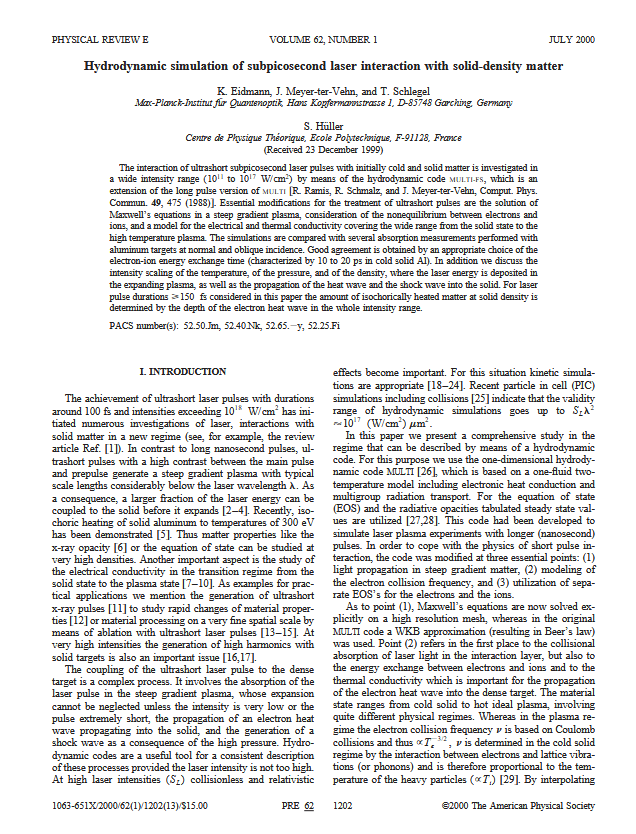 PHYSICAL REVIEW E VOLUME 62, NUMBER 1 JULY 2000
Hydrodynamic simulation of subpicosecond laser interaction with solid-density matter
K. Eidmann, J. Meyer-ter-Vehn, and T. Schlegel
Max-Planck-Institut für Quantenoptik, Hans Kopfermannstrasse 1, D-85748 Garching, Germany
S. Hüller
Centre de Physique Théorique, Ecole Polytechnique, F-91128, France
(Received 23 December 1999)
The interaction of ultrashort subpicosecond laser pulses with initially cold and solid matter is investigated in
a wide intensity range (10¹¹ to 10¹⁷ W/cm²) by means of the hydrodynamic code MULTI-FS, which is an
extension of the long pulse version of MULTI [R. Ramis, R. Schmalz, and J. Meyer-ter-Vehn, Comput. Phys.
Commun. 49, 475 (1988)]. Essential modifications for the treatment of ultrashort pulses are the solution of
Maxwell's equations in a steep gradient plasma, consideration of the nonequilibrium between electrons and
ions, and a model for the electrical and thermal conductivity covering the wide range from the solid state to the
high temperature plasma. The simulations are compared with several absorption measurements performed with
aluminum targets at normal and oblique incidence. Good agreement is obtained by an appropriate choice of the
electron-ion energy exchange time (characterized by 10 to 20 ps in cold solid Al). In addition we discuss the
intensity scaling of the temperature, of the pressure, and of the density, where the laser energy is deposited in
the expanding plasma, as well as the propagation of the heat wave and the shock wave into the solid. For laser
pulse durations ≥150 fs considered in this paper the amount of isochorically heated matter at solid density is
determined by the depth of the electron heat wave in the whole intensity range.
PACS number(s): 52.50.Jm, 52.40.Nk, 52.65.−y, 52.25.Fi
I. INTRODUCTION
The achievement of ultrashort laser pulses with durations
around 100 fs and intensities exceeding 10¹⁸ W/cm² has ini-
tiated numerous investigations of laser, interactions with
solid matter in a new regime (see, for example, the review
article Ref. [1]). In contrast to long nanosecond pulses, ul-
trashort pulses with a high contrast between the main pulse
and prepulse generate a steep gradient plasma with typical
scale lengths considerably below the laser wavelength λ. As
a consequence, a larger fraction of the laser energy can be
coupled to the solid before it expands [2–4]. Recently, iso-
choric heating of solid aluminum to temperatures of 300 eV
has been demonstrated [5]. Thus matter properties like the
x-ray opacity [6] or the equation of state can be studied at
very high densities. Another important aspect is the study of
the electrical conductivity in the transition regime from the
solid state to the plasma state [7–10]. As examples for prac-
tical applications we mention the generation of ultrashort
x-ray pulses [11] to study rapid changes of material proper-
ties [12] or material processing on a very fine spatial scale by
means of ablation with ultrashort laser pulses [13–15]. At
very high intensities the generation of high harmonics with
solid targets is also an important issue [16,17].
The coupling of the ultrashort laser pulse to the dense
target is a complex process. It involves the absorption of the
laser pulse in the steep gradient plasma, whose expansion
cannot be neglected unless the intensity is very low or the
pulse extremely short, the propagation of an electron heat
wave propagating into the solid, and the generation of a
shock wave as a consequence of the high pressure. Hydro-
dynamic codes are a useful tool for a consistent description
of these processes provided the laser intensity is not too high.
At high laser intensities (S_L) collisionless and relativistic
effects become important. For this situation kinetic simula-
tions are appropriate [18–24]. Recent particle in cell (PIC)
simulations including collisions [25] indicate that the validity
range of hydrodynamic simulations goes up to S_Lλ²
≈10¹⁷ (W/cm²) μm².
In this paper we present a comprehensive study in the
regime that can be described by means of a hydrodynamic
code. For this purpose we use the one-dimensional hydrody-
namic code MULTI [26], which is based on a one-fluid two-
temperature model including electronic heat conduction and
multigroup radiation transport. For the equation of state
(EOS) and the radiative opacities tabulated steady state val-
ues are utilized [27,28]. This code had been developed to
simulate laser plasma experiments with longer (nanosecond)
pulses. In order to cope with the physics of short pulse in-
teraction, the code was modified at three essential points: (1)
light propagation in steep gradient matter, (2) modeling of
the electron collision frequency, and (3) utilization of sepa-
rate EOS's for the electrons and the ions.
As to point (1), Maxwell's equations are now solved ex-
plicitly on a high resolution mesh, whereas in the original
MULTI code a WKB approximation (resulting in Beer's law)
was used. Point (2) refers in the first place to the collisional
absorption of laser light in the interaction layer, but also to
the energy exchange between electrons and ions and to the
thermal conductivity which is important for the propagation
of the electron heat wave into the dense target. The material
state ranges from cold solid to hot ideal plasma, involving
quite different physical regimes. Whereas in the plasma re-
gime the electron collision frequency ν is based on Coulomb
collisions and thus ∝T_e^{−3/2}, ν is determined in the cold solid
regime by the interaction between electrons and lattice vibra-
tions (or phonons) and is therefore proportional to the tem-
perature of the heavy particles (∝T_i) [29]. By interpolating
1063-651X/2000/62(1)/1202(13)/$15.00 PRE 62 1202 ©2000 The American Physical Society